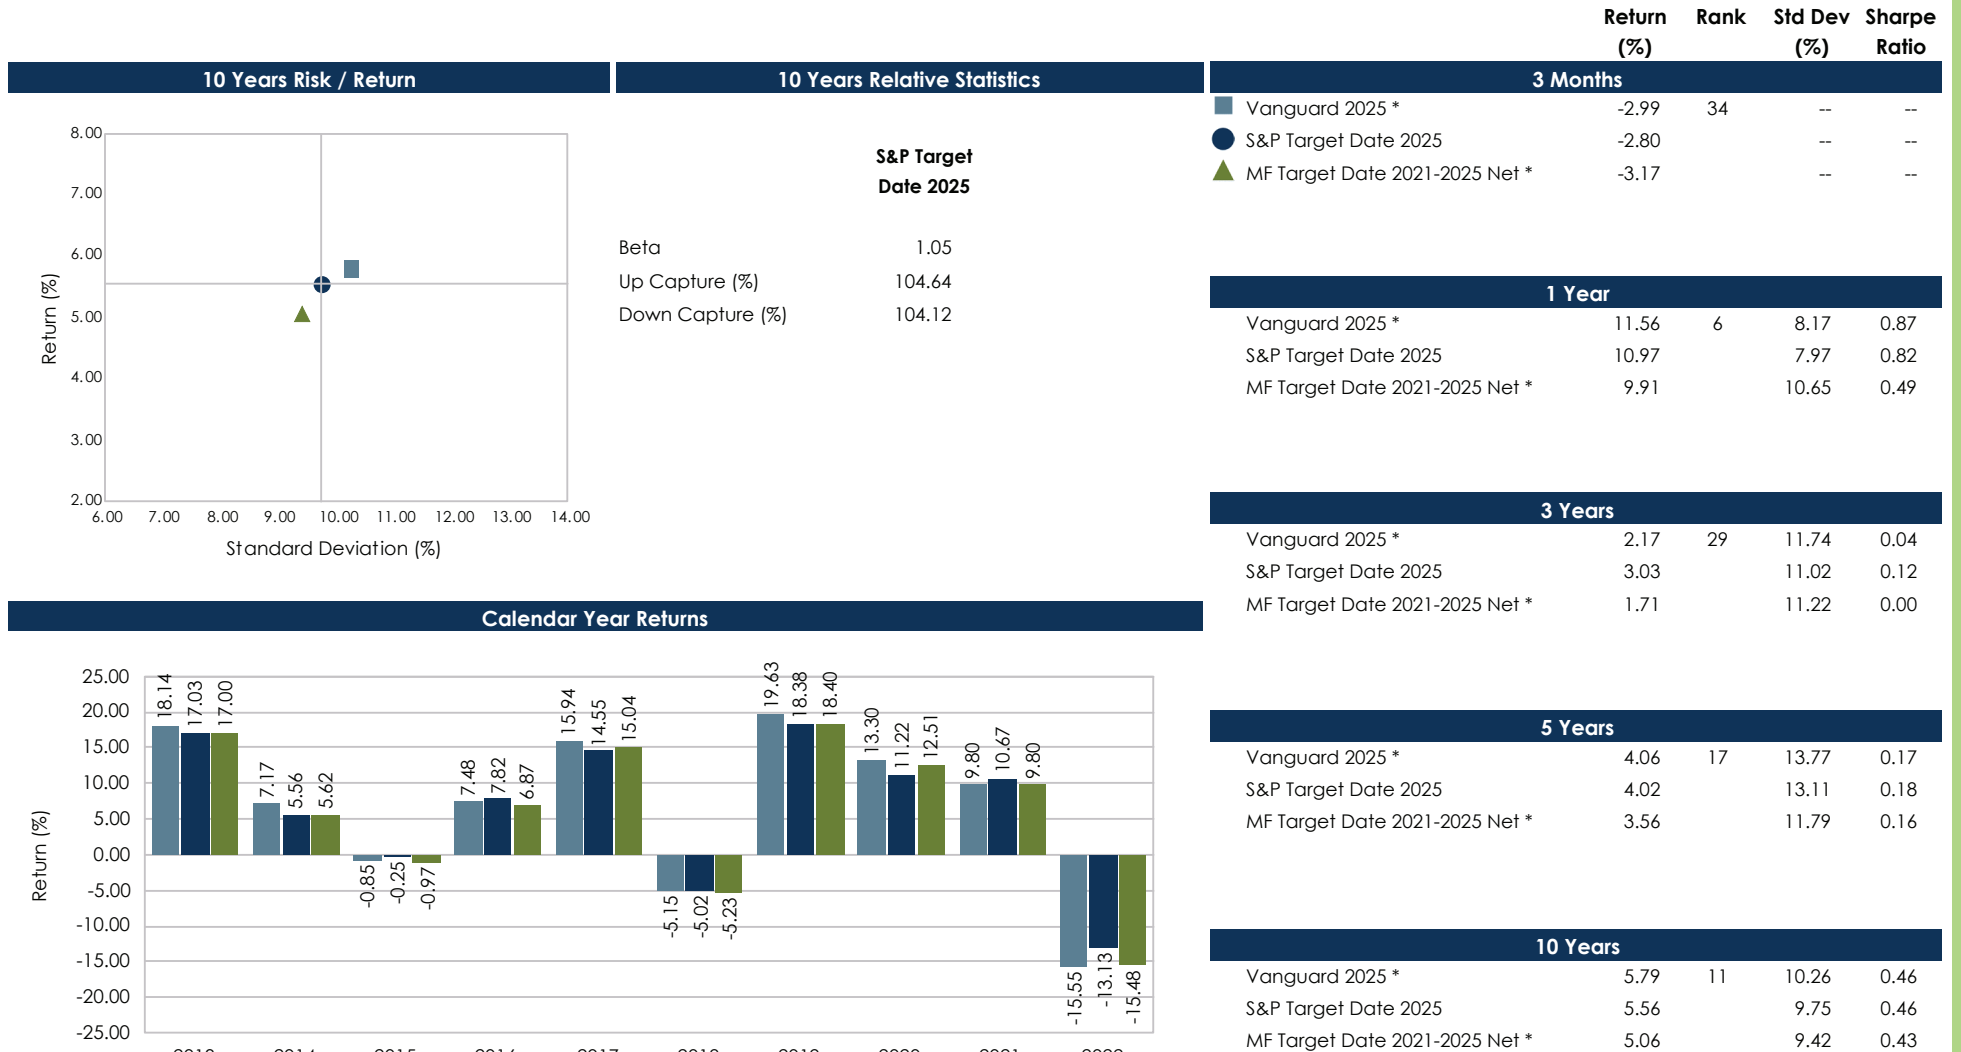 Return Rank Std Dev Sharpe
(%) (%) Ratio
10 Years Risk / Return
8.00
7.00
6.00
5.00
4.00
3.00
2.00
Return (%)
6.00 7.00 8.00 9.00 10.00 11.00 12.00 13.00 14.00
Standard Deviation (%)
10 Years Relative Statistics
S&P Target
Date 2025
Beta 1.05
Up Capture (%) 104.64
Down Capture (%) 104.12
3 Months
Vanguard 2025 * -2.99 34 -- --
S&P Target Date 2025 -2.80 -- --
MF Target Date 2021-2025 Net * -3.17 -- --
1 Year
Vanguard 2025 * 11.56 6 8.17 0.87
S&P Target Date 2025 10.97 7.97 0.82
MF Target Date 2021-2025 Net * 9.91 10.65 0.49
3 Years
Vanguard 2025 * 2.17 29 11.74 0.04
S&P Target Date 2025 3.03 11.02 0.12
MF Target Date 2021-2025 Net * 1.71 11.22 0.00
5 Years
Vanguard 2025 * 4.06 17 13.77 0.17
S&P Target Date 2025 4.02 13.11 0.18
MF Target Date 2021-2025 Net * 3.56 11.79 0.16
10 Years
Vanguard 2025 * 5.79 11 10.26 0.46
S&P Target Date 2025 5.56 9.75 0.46
MF Target Date 2021-2025 Net * 5.06 9.42 0.43
Calendar Year Returns
25.00
20.00
15.00
10.00
5.00
0.00
-5.00
-10.00
-15.00
-20.00
-25.00
Return (%)
18.14 17.03 17.00
7.17 5.56 5.62
-0.85 -0.25 -0.97
7.48 7.82 6.87
15.94 14.55 15.04
-5.15 -5.02 -5.23
19.63 18.38 18.40
13.30 11.22 12.51
9.80 10.67 9.80
-15.55 -13.13 -15.48